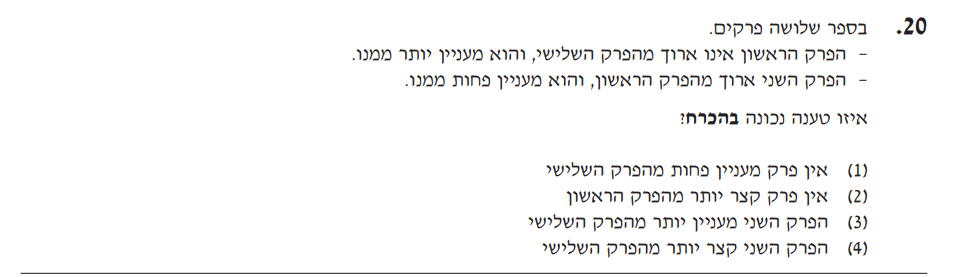 20. בספר שלושה פרקים.
– הפרק הראשון אינו ארוך מהפרק השלישי, והוא מעניין יותר ממנו.
– הפרק השני ארוך מהפרק הראשון, והוא מעניין פחות ממנו.
איזו טענה נכונה בהכרח?
(1) אין פרק מעניין פחות מהפרק השלישי
(2) אין פרק קצר יותר מהפרק הראשון
(3) הפרק השני מעניין יותר מהפרק השלישי
(4) הפרק השני קצר יותר מהפרק השלישי